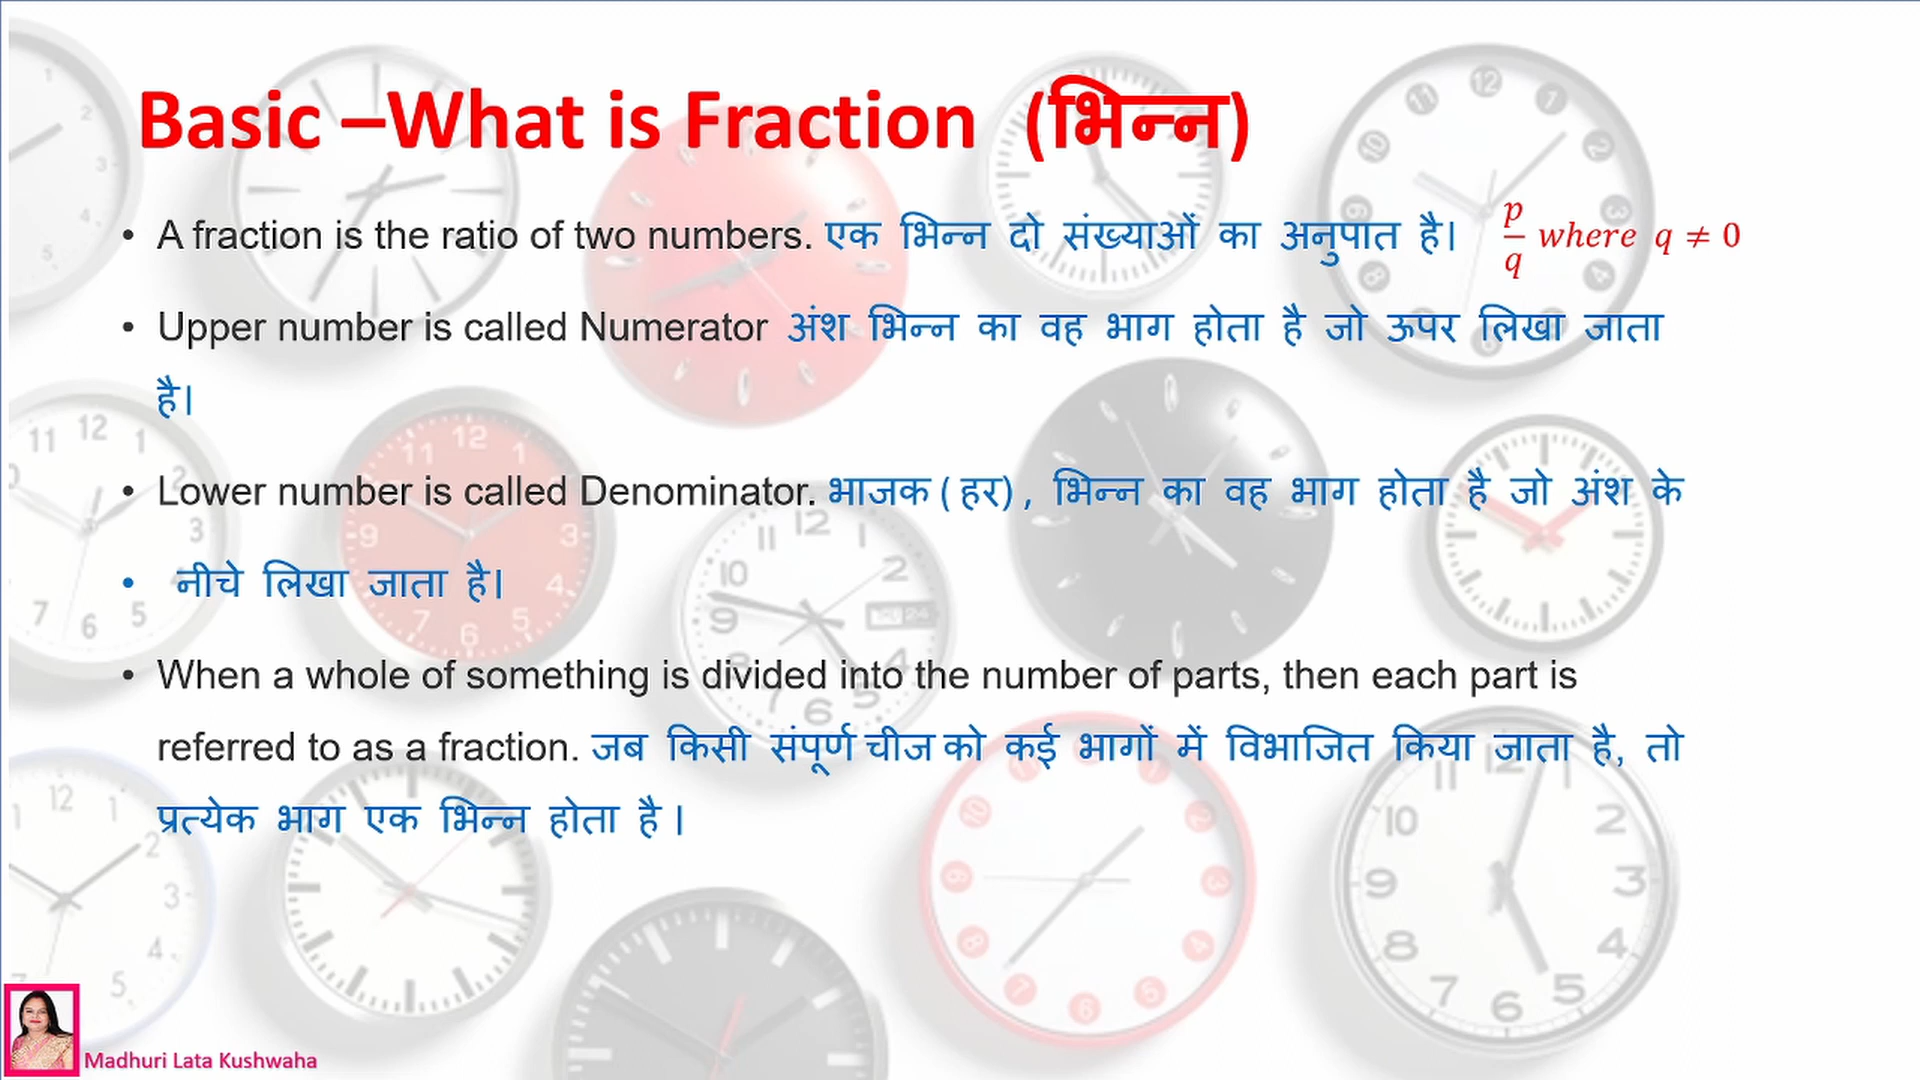 Basic –What is Fraction (भिन्न)
• A fraction is the ratio of two numbers. एक भिन्न दो संख्याओं का अनुपात है। p/q where q ≠ 0
• Upper number is called Numerator अंश भिन्न का वह भाग होता है जो ऊपर लिखा जाता
है।
• Lower number is called Denominator. भाजक ( हर) , भिन्न का वह भाग होता है जो अंश के
• नीचे लिखा जाता है।
• When a whole of something is divided into the number of parts, then each part is
referred to as a fraction. जब किसी संपूर्ण चीज को कई भागों में विभाजित किया जाता है, तो
प्रत्येक भाग एक भिन्न होता है ।
Madhuri Lata Kushwaha